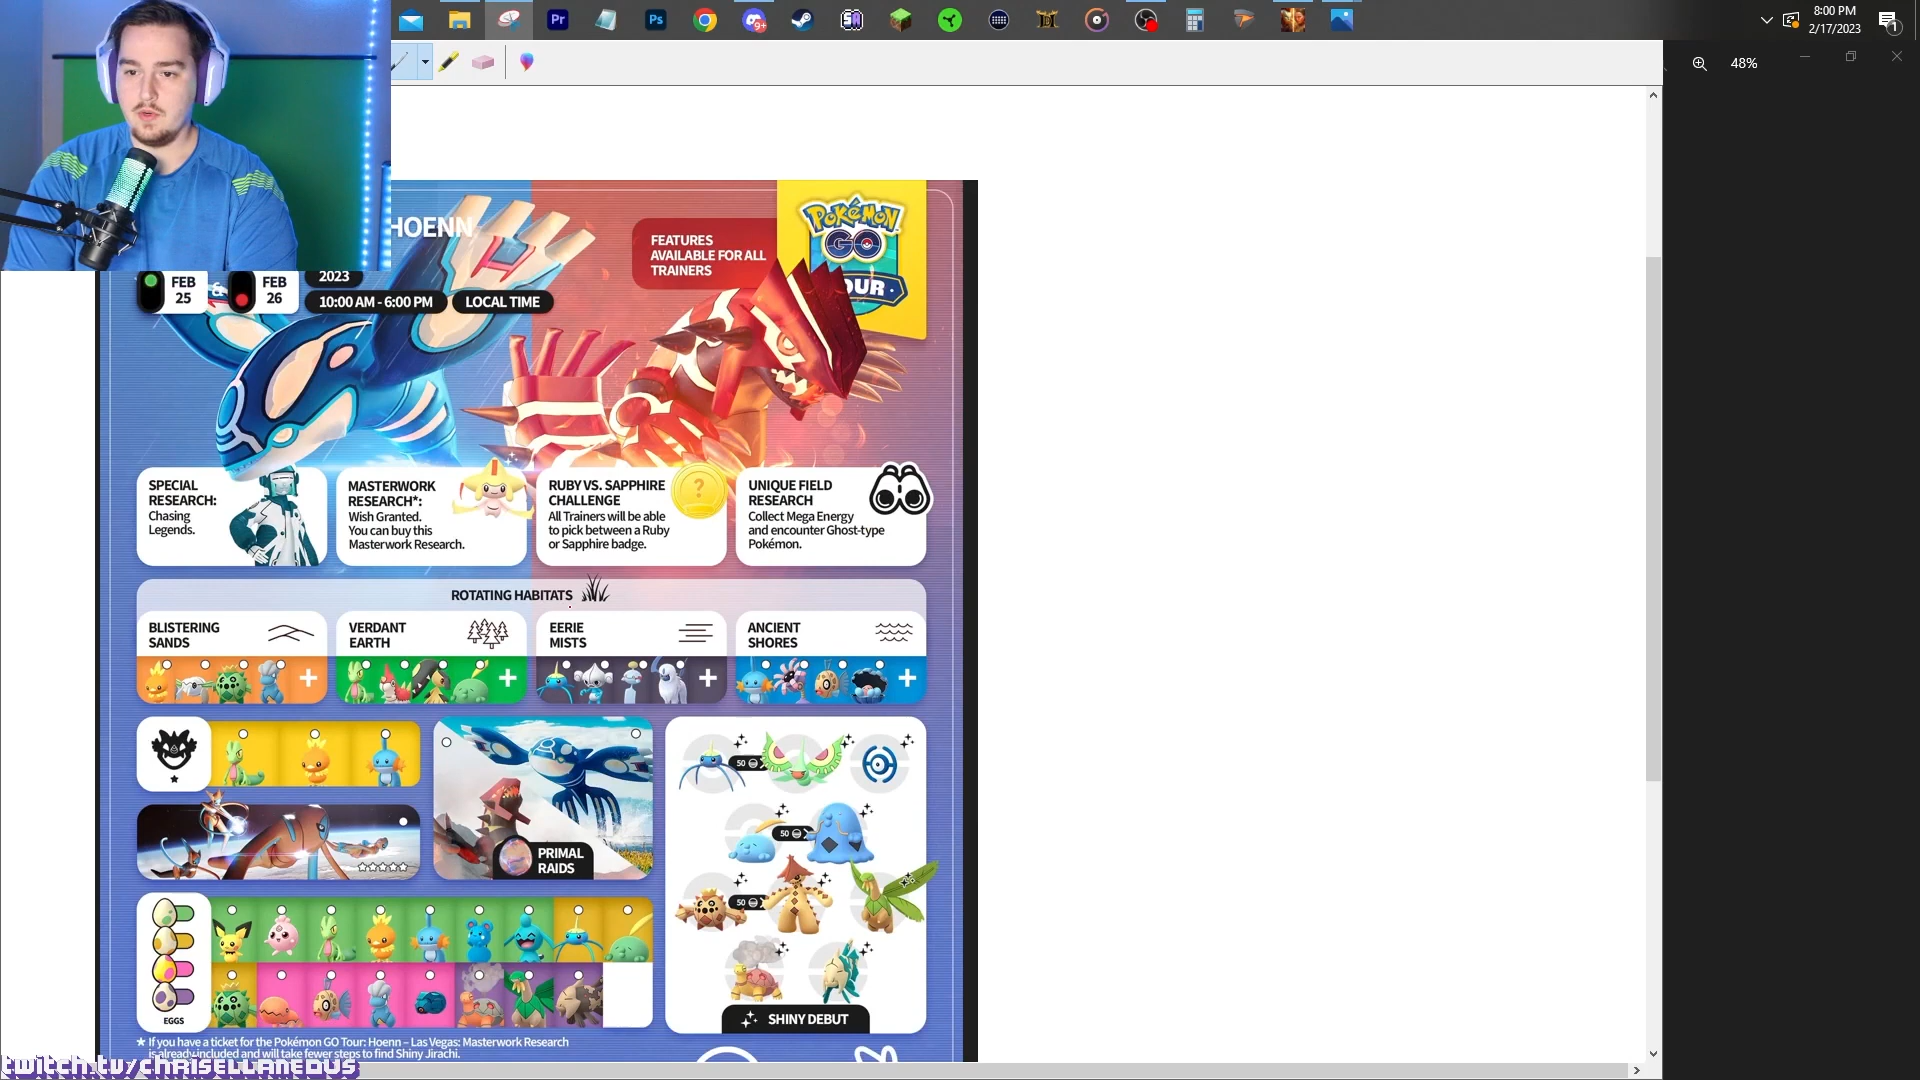 8:00 PM
2/17/2023
1
Pr
Ps
9+
48%
HOENN
FEATURES
AVAILABLE FOR ALL
TRAINERS
POKÉMON
GO
FEB
25
&
FEB
26
2023
10:00 AM - 6:00 PM
LOCAL TIME
SPECIAL
RESEARCH:
Chasing
Legends.
MASTERWORK
RESEARCH*:
Wish Granted.
You can buy this
Masterwork Research.
RUBY VS. SAPPHIRE
CHALLENGE
All Trainers will be able
to pick between a Ruby
or Sapphire badge.
?
UNIQUE FIELD
RESEARCH
Collect Mega Energy
and encounter Ghost-type
Pokémon.
ROTATING HABITATS
BLISTERING
SANDS
+
VERDANT
EARTH
+
EERIE
MISTS
+
ANCIENT
SHORES
+
PRIMAL
RAIDS
50
50
50
SHINY DEBUT
EGGS
★ If you have a ticket for the Pokémon GO Tour: Hoenn – Las Vegas: Masterwork Research
is already included and will take fewer steps to find Shiny Jirachi.
twitch.tv/chrisellaneous